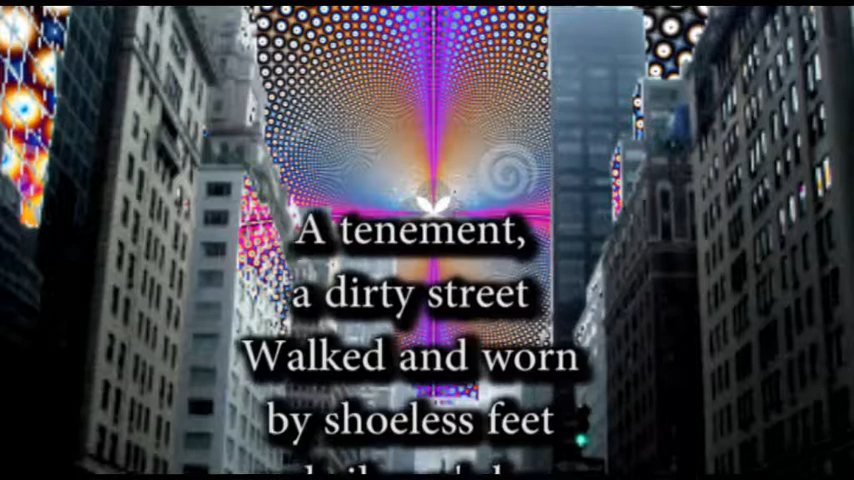 A tenement,
a dirty street
Walked and worn
by shoeless feet